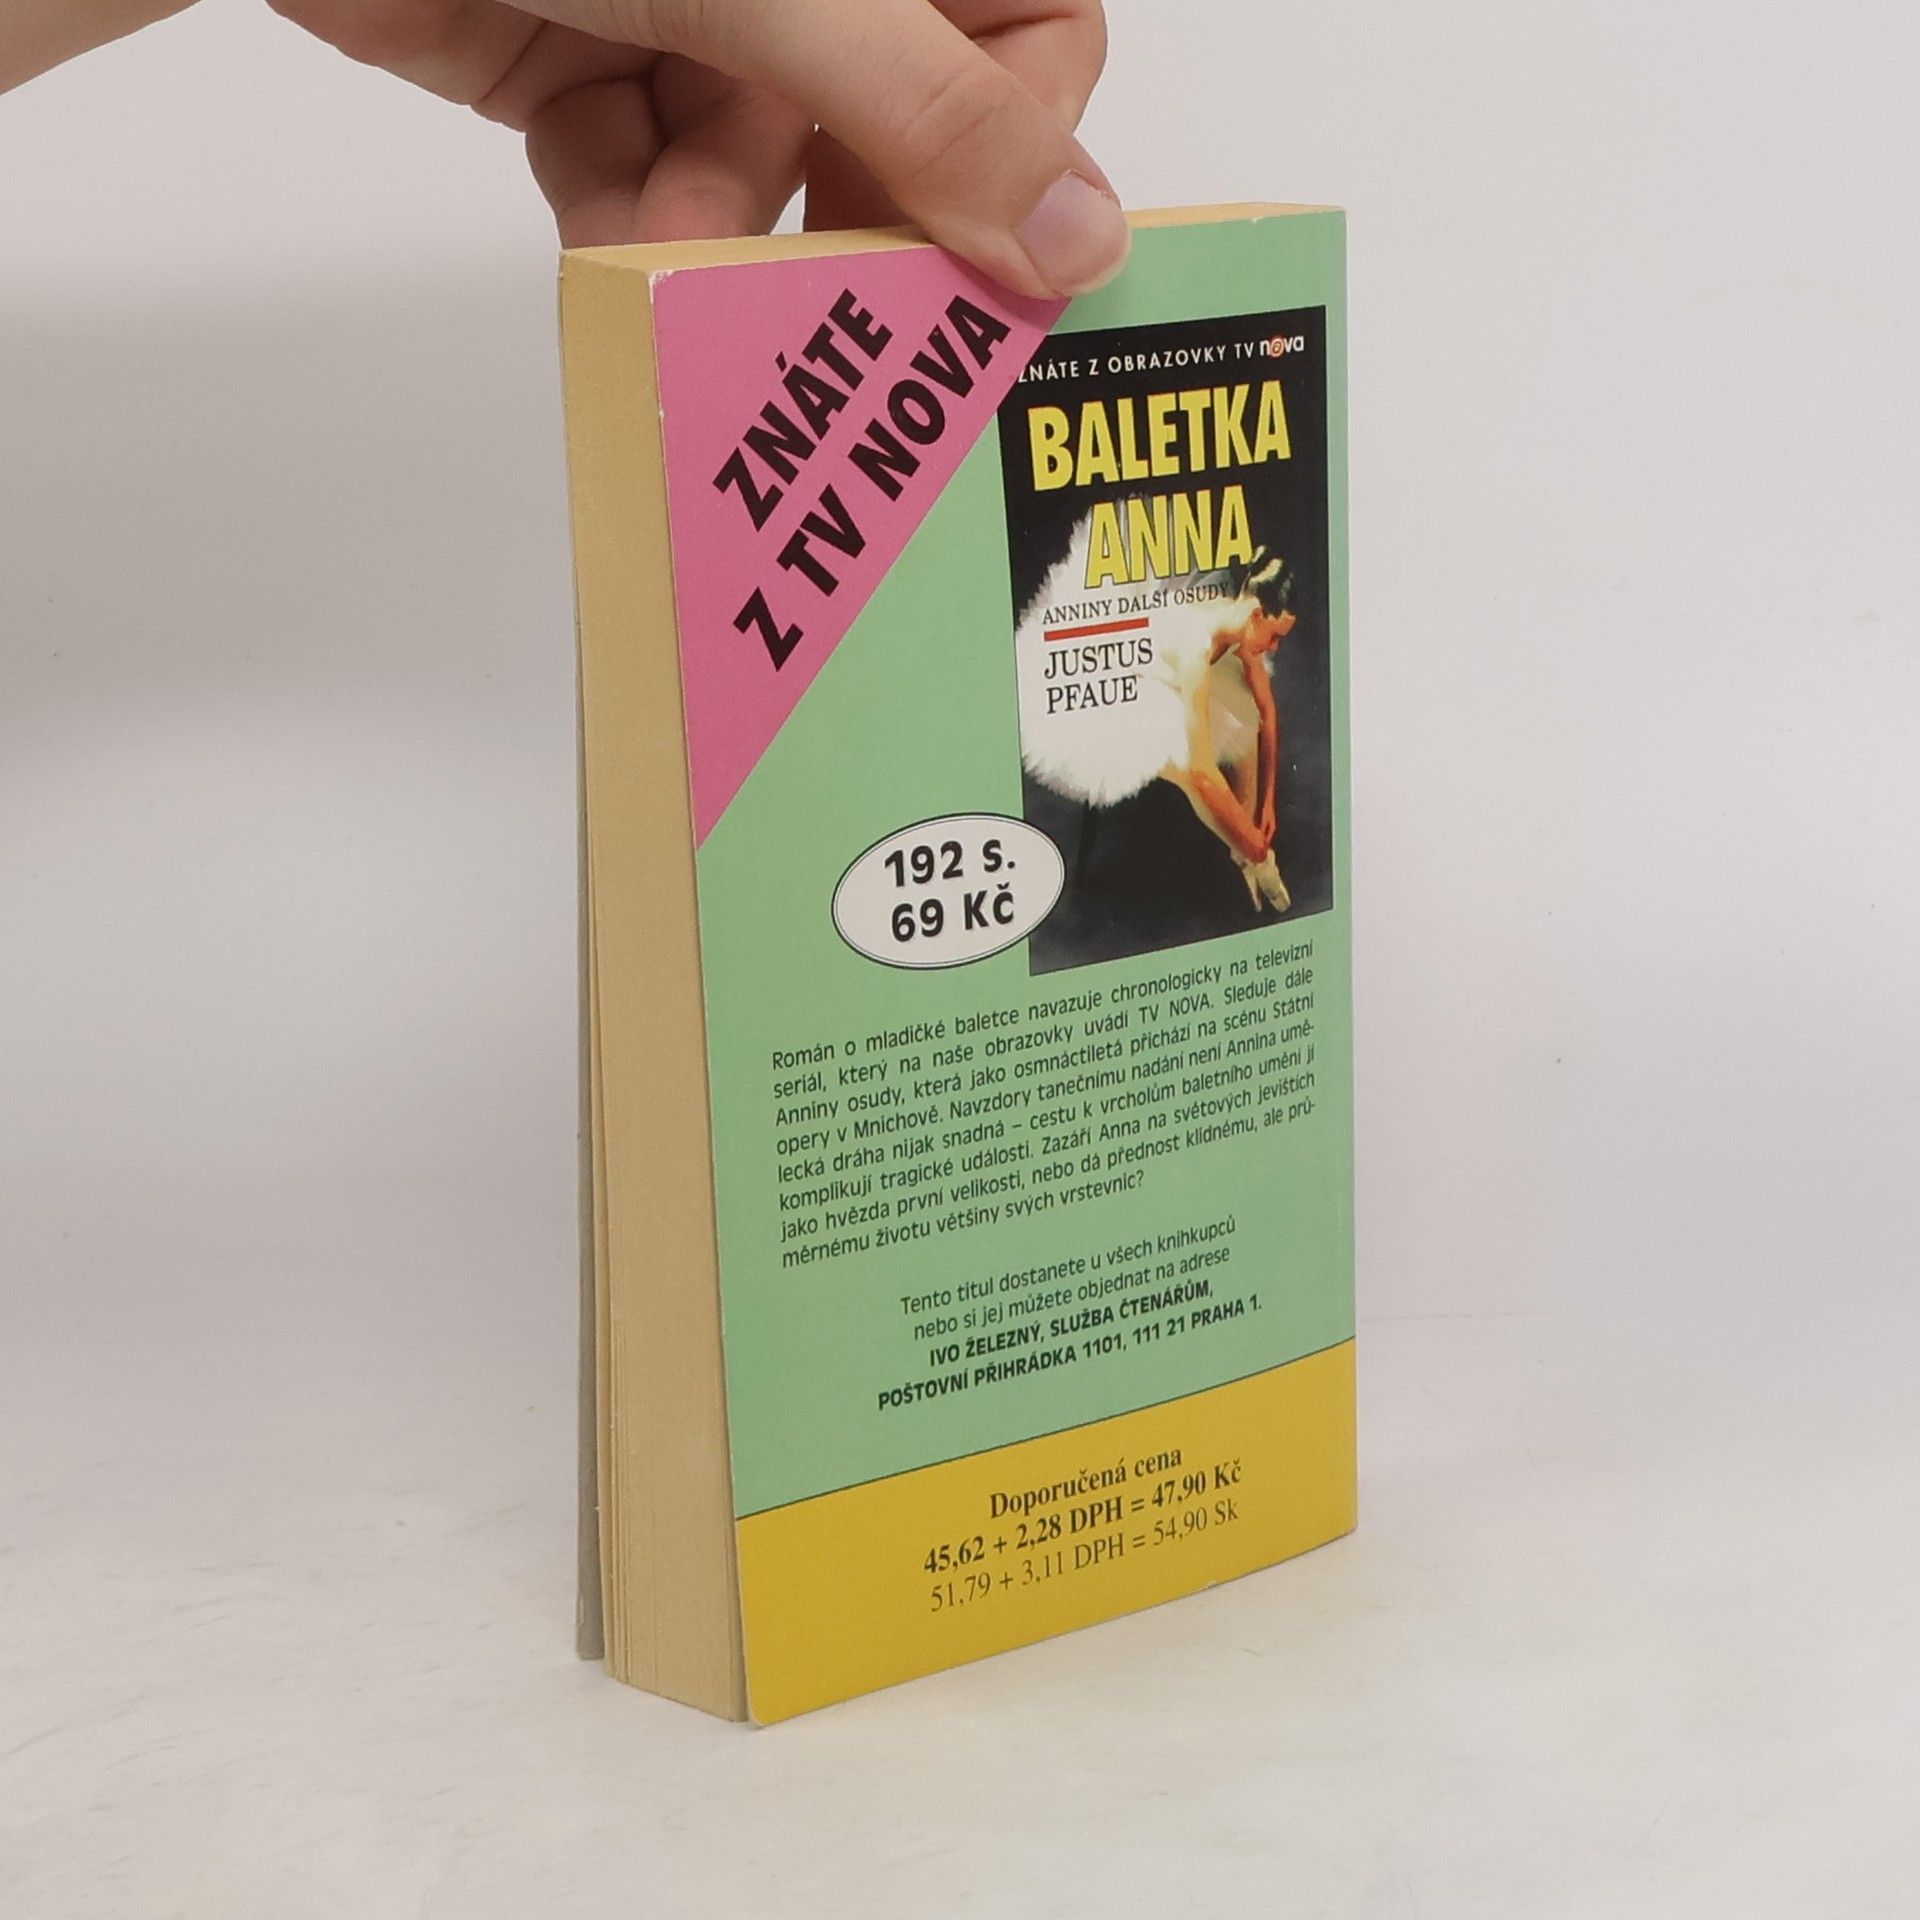 ZNÁTE
Z TV NOVA
ZNÁTE Z OBRAZOVKY TV nova
BALETKA
ANNA
ANNINY DALŠÍ OSUDY
JUSTUS
PFAUE
192 s.
69 Kč
Román o mladičké baletce navazuje chronologicky na televizní
seriál, který na naše obrazovky uvádí TV NOVA. Sleduje dále
Anniny osudy, která jako osmnáctiletá přichází na scénu Státní
opery v Mnichově. Navzdory tanečnímu nadání není Annina umě-
lecká dráha nijak snadná – cestu k vrcholům baletního umění jí
komplikují tragické události. Zazáří Anna na světových jevištích
jako hvězda první velikosti, nebo dá přednost klidnému, ale prů-
měrnému životu většiny svých vrstevnic?
Tento titul dostanete u všech knihkupců
nebo si jej můžete objednat na adrese
IVO ŽELEZNÝ, SLUŽBA ČTENÁŘŮM,
POŠTOVNÍ PŘIHRÁDKA 1101, 111 21 PRAHA 1.
Doporučená cena
45,62 + 2,28 DPH = 47,90 Kč
51,79 + 3,11 DPH = 54,90 Sk